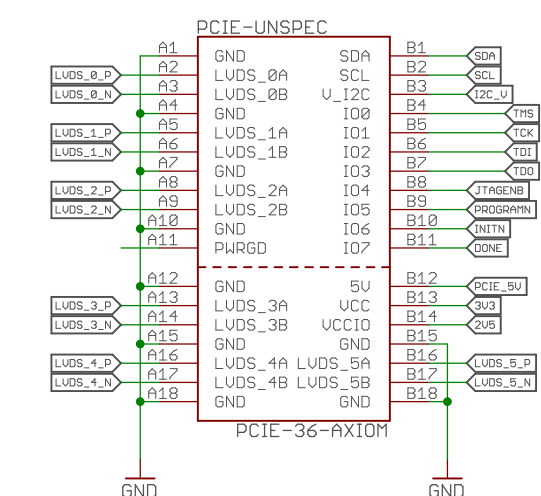 PCIE-UNSPEC
A1 GND SDA B1 SDA
LVDS_0_P A2 LVDS_0A SCL B2 SCL
LVDS_0_N A3 LVDS_0B V_I2C B3 I2C_V
A4 GND IO0 B4 TMS
LVDS_1_P A5 LVDS_1A IO1 B5 TCK
LVDS_1_N A6 LVDS_1B IO2 B6 TDI
A7 GND IO3 B7 TDO
LVDS_2_P A8 LVDS_2A IO4 B8 JTAGENB
LVDS_2_N A9 LVDS_2B IO5 B9 PROGRAMN
A10 GND IO6 B10 INITN
A11 PWRGD IO7 B11 DONE
A12 GND 5V B12 PCIE_5V
LVDS_3_P A13 LVDS_3A VCC B13 3V3
LVDS_3_N A14 LVDS_3B VCCIO B14 2V5
A15 GND GND B15
LVDS_4_P A16 LVDS_4A LVDS_5A B16 LVDS_5_P
LVDS_4_N A17 LVDS_4B LVDS_5B B17 LVDS_5_N
A18 GND GND B18
PCIE-36-AXIOM
GND GND